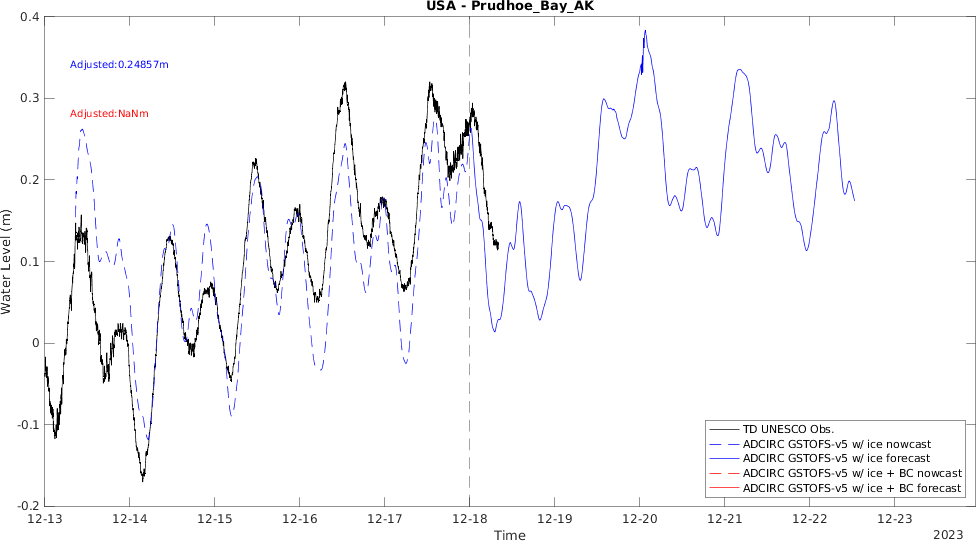 USA - Prudhoe_Bay_AK
Adjusted:0.24857m
Adjusted:NaNm
Water Level (m)
0.4
0.3
0.2
0.1
0
-0.1
-0.2
TD UNESCO Obs.
ADCIRC GSTOFS-v5 w/ ice nowcast
ADCIRC GSTOFS-v5 w/ ice forecast
ADCIRC GSTOFS-v5 w/ ice + BC nowcast
ADCIRC GSTOFS-v5 w/ ice + BC forecast
12-13 12-14 12-15 12-16 12-17 12-18 12-19 12-20 12-21 12-22 12-23
Time
2023